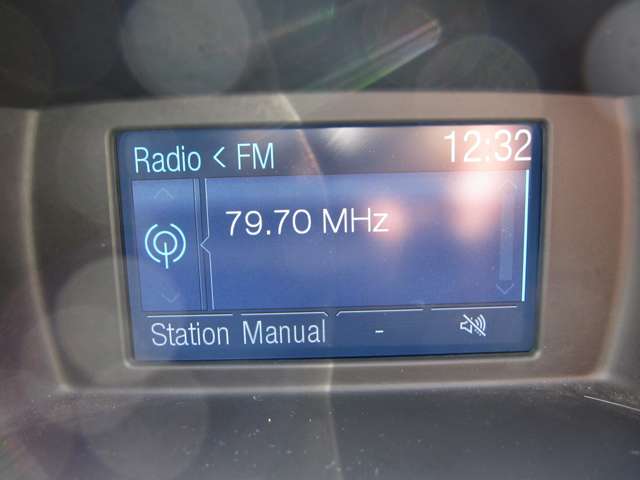 Radio < FM 12:32
79.70 MHz
Station Manual -